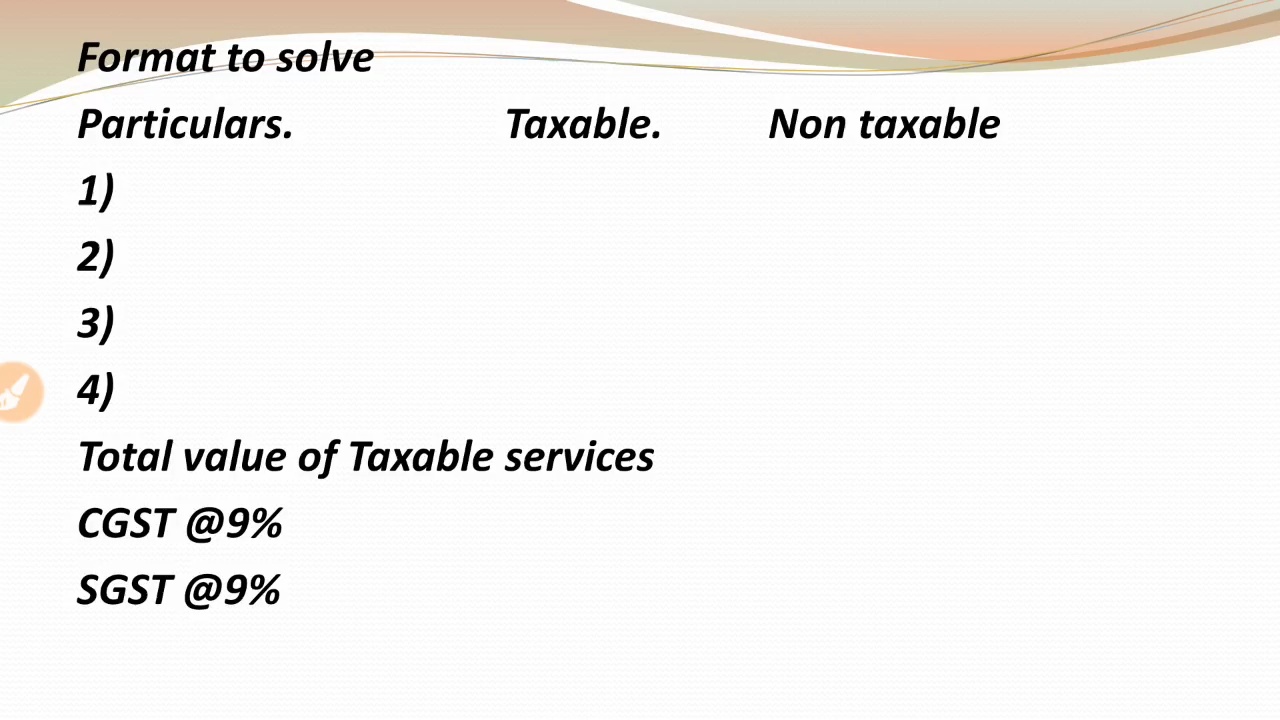 Format to solve
Particulars. Taxable. Non taxable
1)
2)
3)
4)
Total value of Taxable services
CGST @9%
SGST @9%